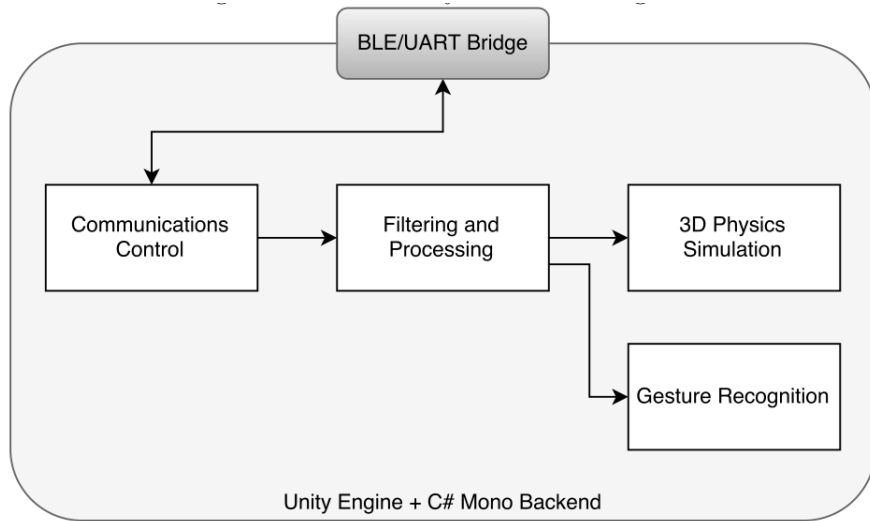 BLE/UART Bridge
Communications
Control
Filtering and
Processing
3D Physics
Simulation
Gesture Recognition
Unity Engine + C# Mono Backend